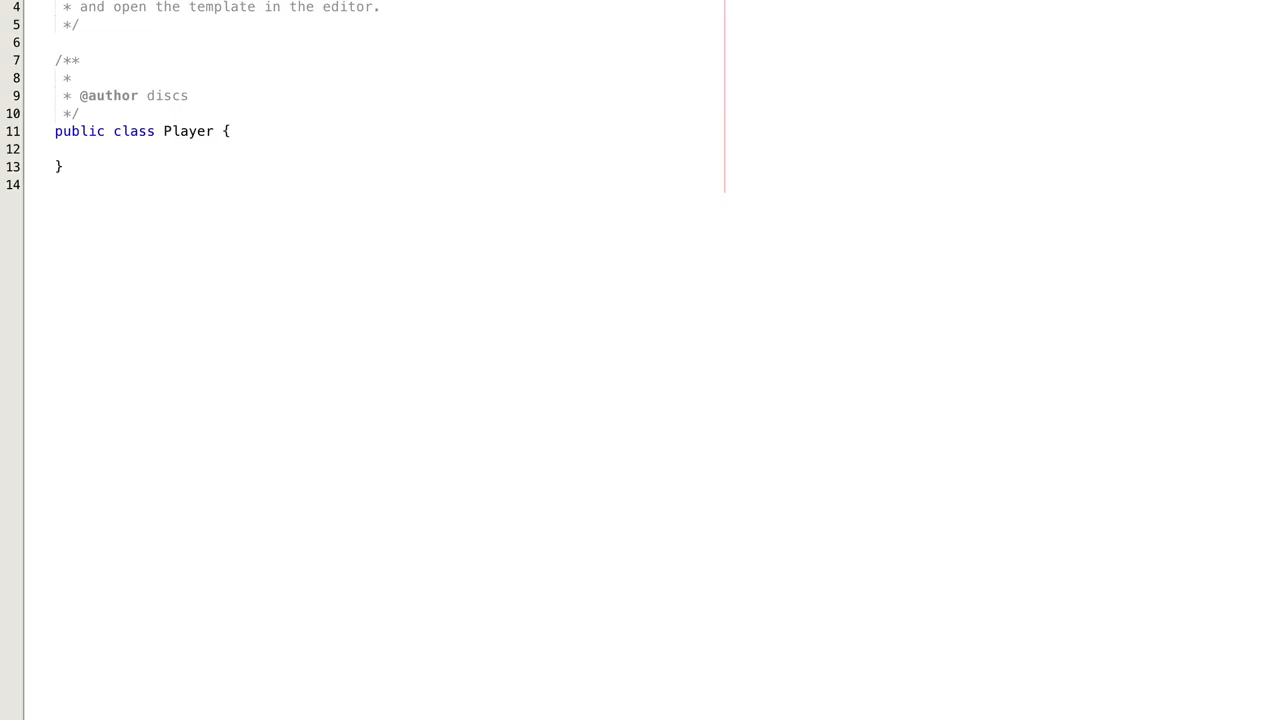 4 * and open the template in the editor.
5 */
6
7 /**
8 *
9 * @author discs
10 */
11 public class Player {
12
13 }
14